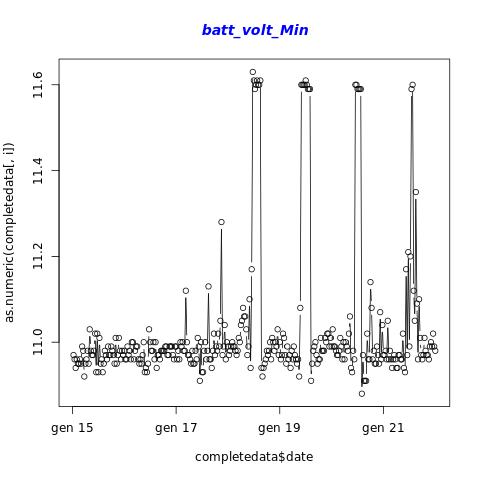 batt_volt_Min
as.numeric(completedata[, i])
11.6
11.4
11.2
11.0
gen 15
gen 17
gen 19
gen 21
completedata$date